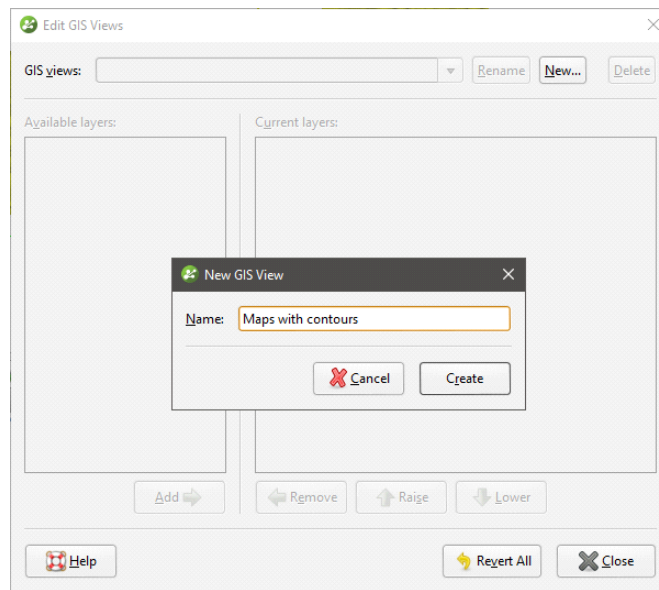 Edit GIS Views
GIS views: Rename New... Delete
Available layers: Current layers:
New GIS View
Name: Maps with contours
Cancel Create
Add Remove Raise Lower
Help Revert All Close